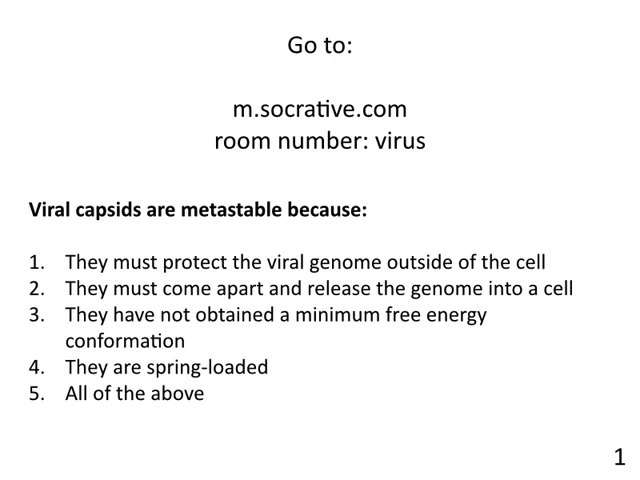 Go to:
m.socrative.com
room number: virus
Viral capsids are metastable because:
1. They must protect the viral genome outside of the cell
2. They must come apart and release the genome into a cell
3. They have not obtained a minimum free energy
conformation
4. They are spring-loaded
5. All of the above
1